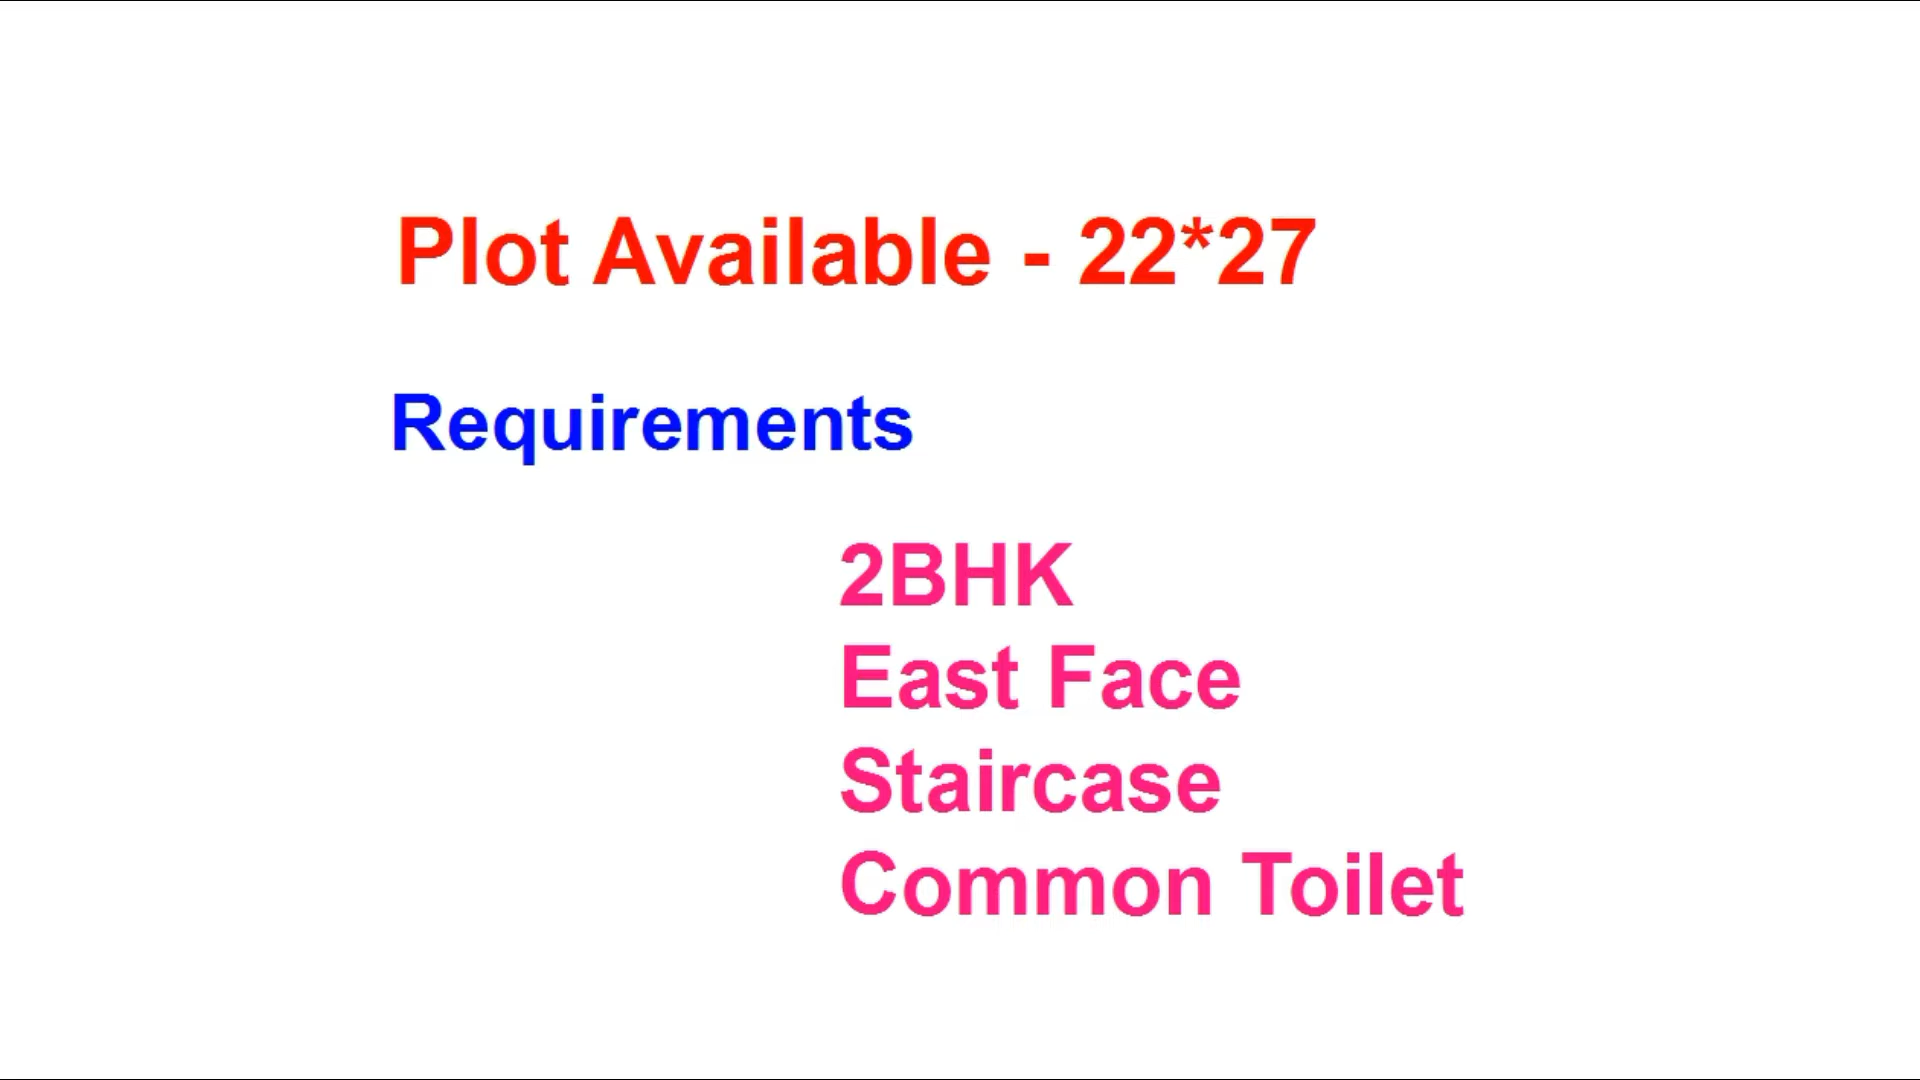 Plot Available - 22*27
Requirements
2BHK
East Face
Staircase
Common Toilet